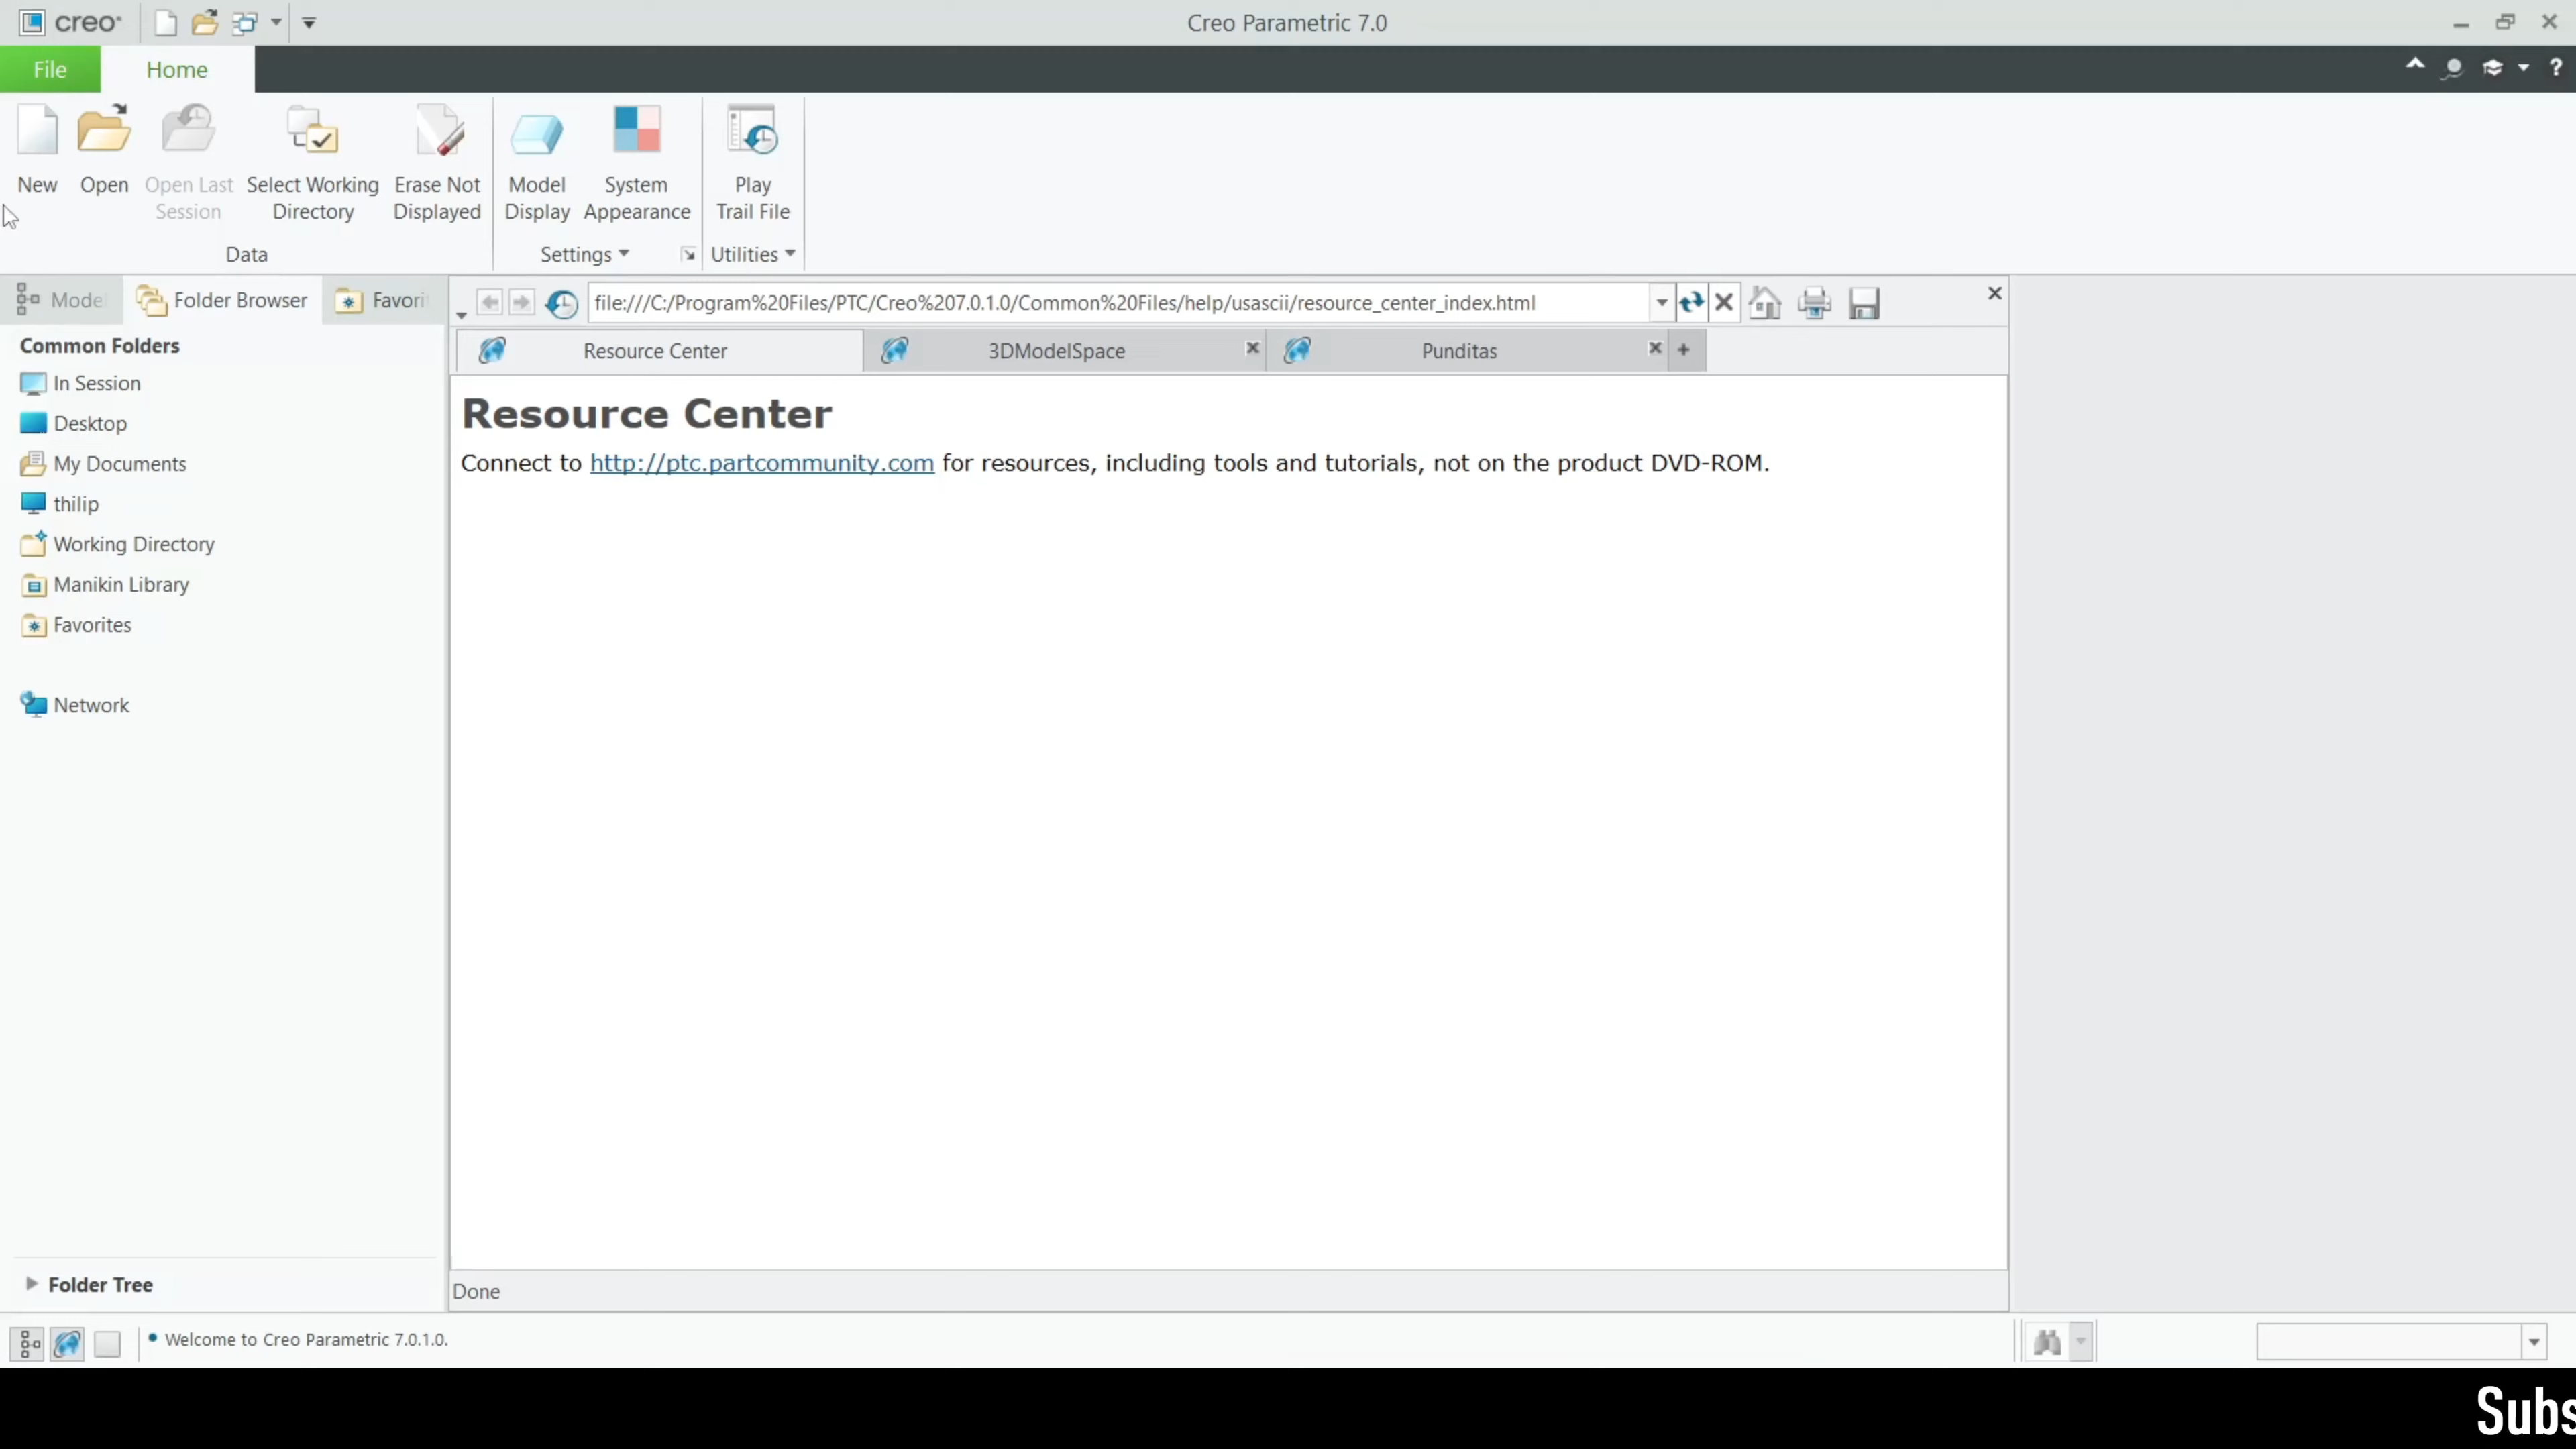 creo
Creo Parametric 7.0
File
Home
?
New
Open
Open Last
Session
Select Working
Directory
Erase Not
Displayed
Data
Model
Display
System
Appearance
Settings
Play
Trail File
Utilities
Mode
Folder Browser
Favori
file:///C:/Program%20Files/PTC/Creo%207.0.1.0/Common%20Files/help/usascii/resource_center_index.html
Resource Center
3DModelSpace
Punditas
+
Common Folders
In Session
Desktop
My Documents
thilip
Working Directory
Manikin Library
Favorites
Network
Folder Tree
Resource Center
Connect to http://ptc.partcommunity.com for resources, including tools and tutorials, not on the product DVD-ROM.
Done
Welcome to Creo Parametric 7.0.1.0.
Subs